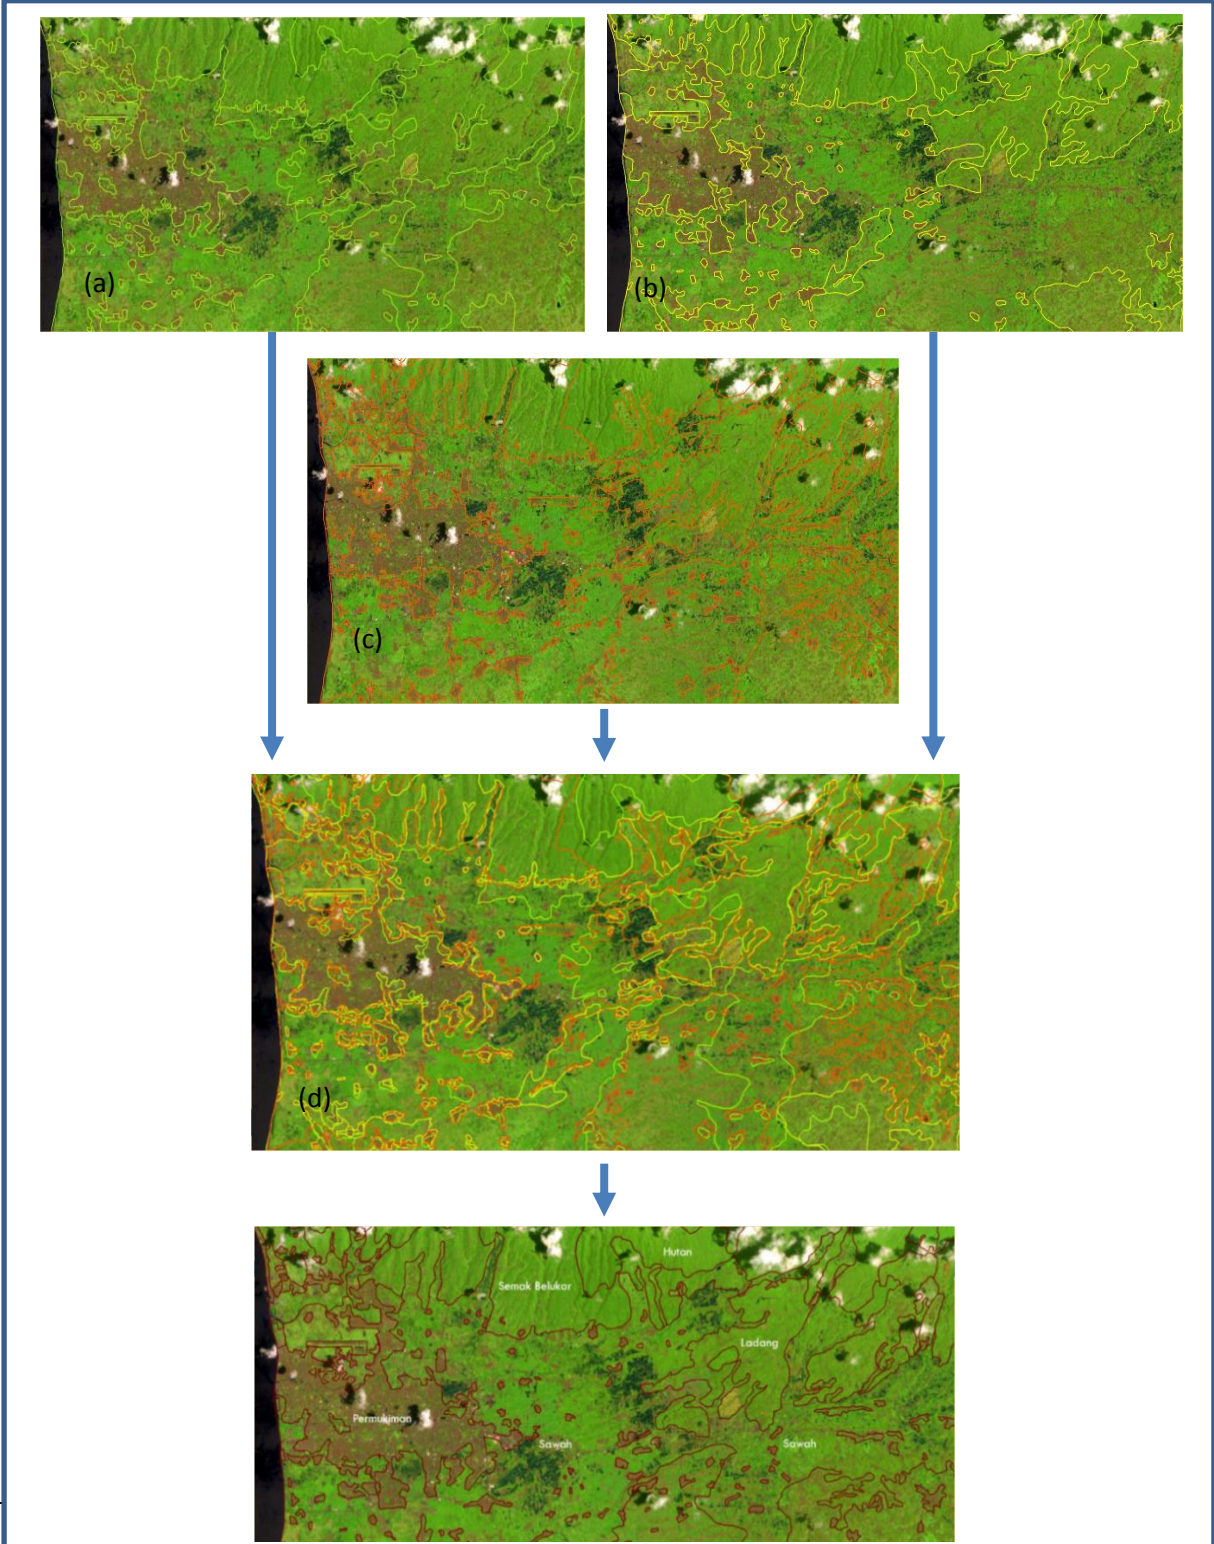 (a)
(b)
(c)
(d)
Hutan
Semak Belukar
Ladang
Permukiman
Sawah
Sawah